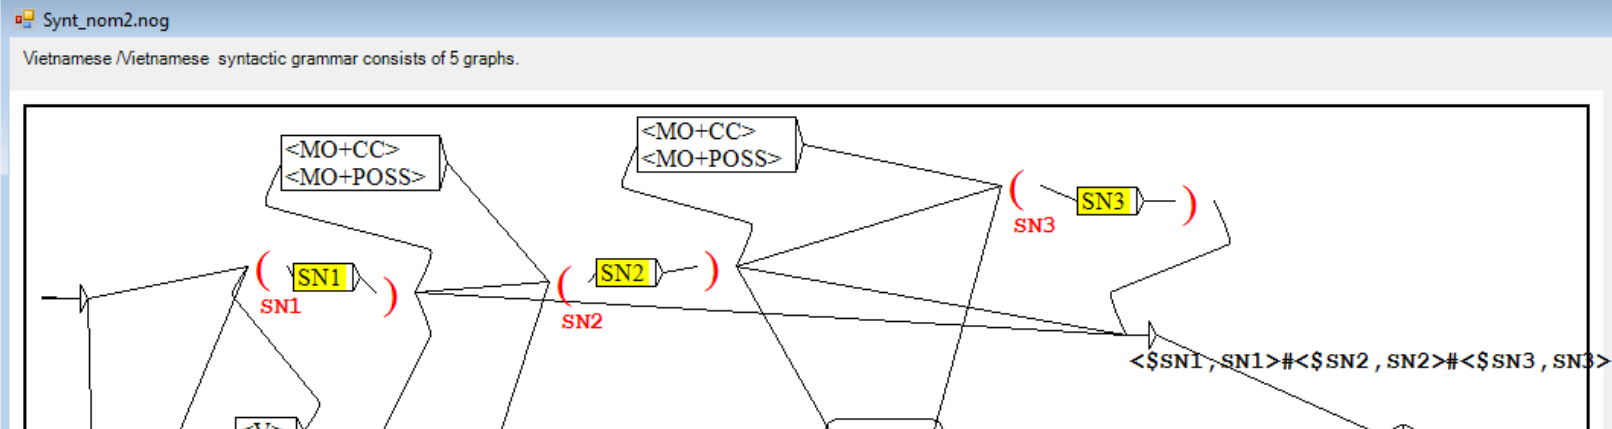 Synt_nom2.nog
Vietnamese /Vietnamese syntactic grammar consists of 5 graphs.
<MO+CC>
<MO+POSS>
<MO+CC>
<MO+POSS>
( SN3 )
SN3
( SN1 )
SN1
( SN2 )
SN2
<$SN1,SN1>#<$SN2,SN2>#<$SN3,SN3>